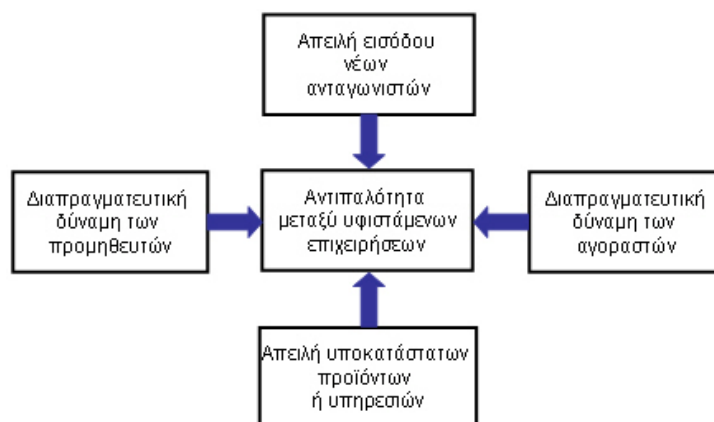 Απειλή εισόδου
νέων
ανταγωνιστών
Διαπραγματευτική
δύναμη των
προμηθευτών
Αντιπαλότητα
μεταξύ υφιστάμενων
επιχειρήσεων
Διαπραγματευτική
δύναμη των
αγοραστών
Απειλή υποκατάστατων
προϊόντων
ή υπηρεσιών